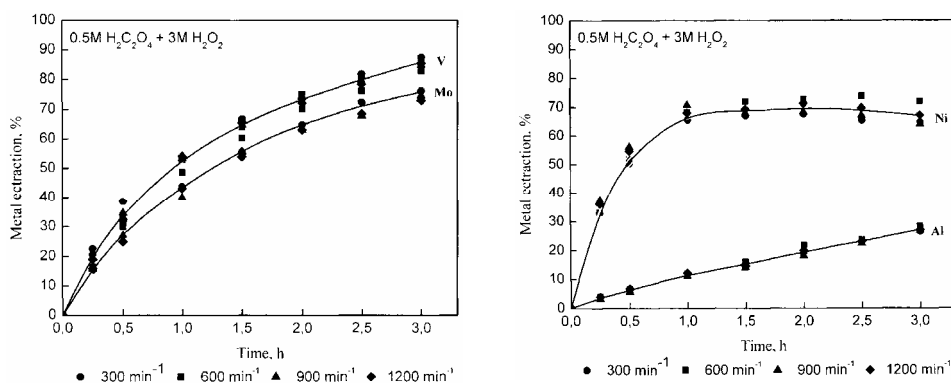 0.5M H₂C₂O₄ + 3M H₂O₂
Metal ectraction, %
100
90
80
70
60
50
40
30
20
10
0
V
Mo
0,0 0,5 1,0 1,5 2,0 2,5 3,0
Time, h
● 300 min⁻¹ ■ 600 min⁻¹ ▲ 900 min⁻¹ ◆ 1200 min⁻¹
0.5M H₂C₂O₄ + 3M H₂O₂
Metal ectraction, %
100
90
80
70
60
50
40
30
20
10
0
Ni
Al
0,0 0,5 1,0 1,5 2,0 2,5 3,0
Time, h
● 300 min⁻¹ ■ 600 min⁻¹ ▲ 900 min⁻¹ ◆ 1200 min⁻¹